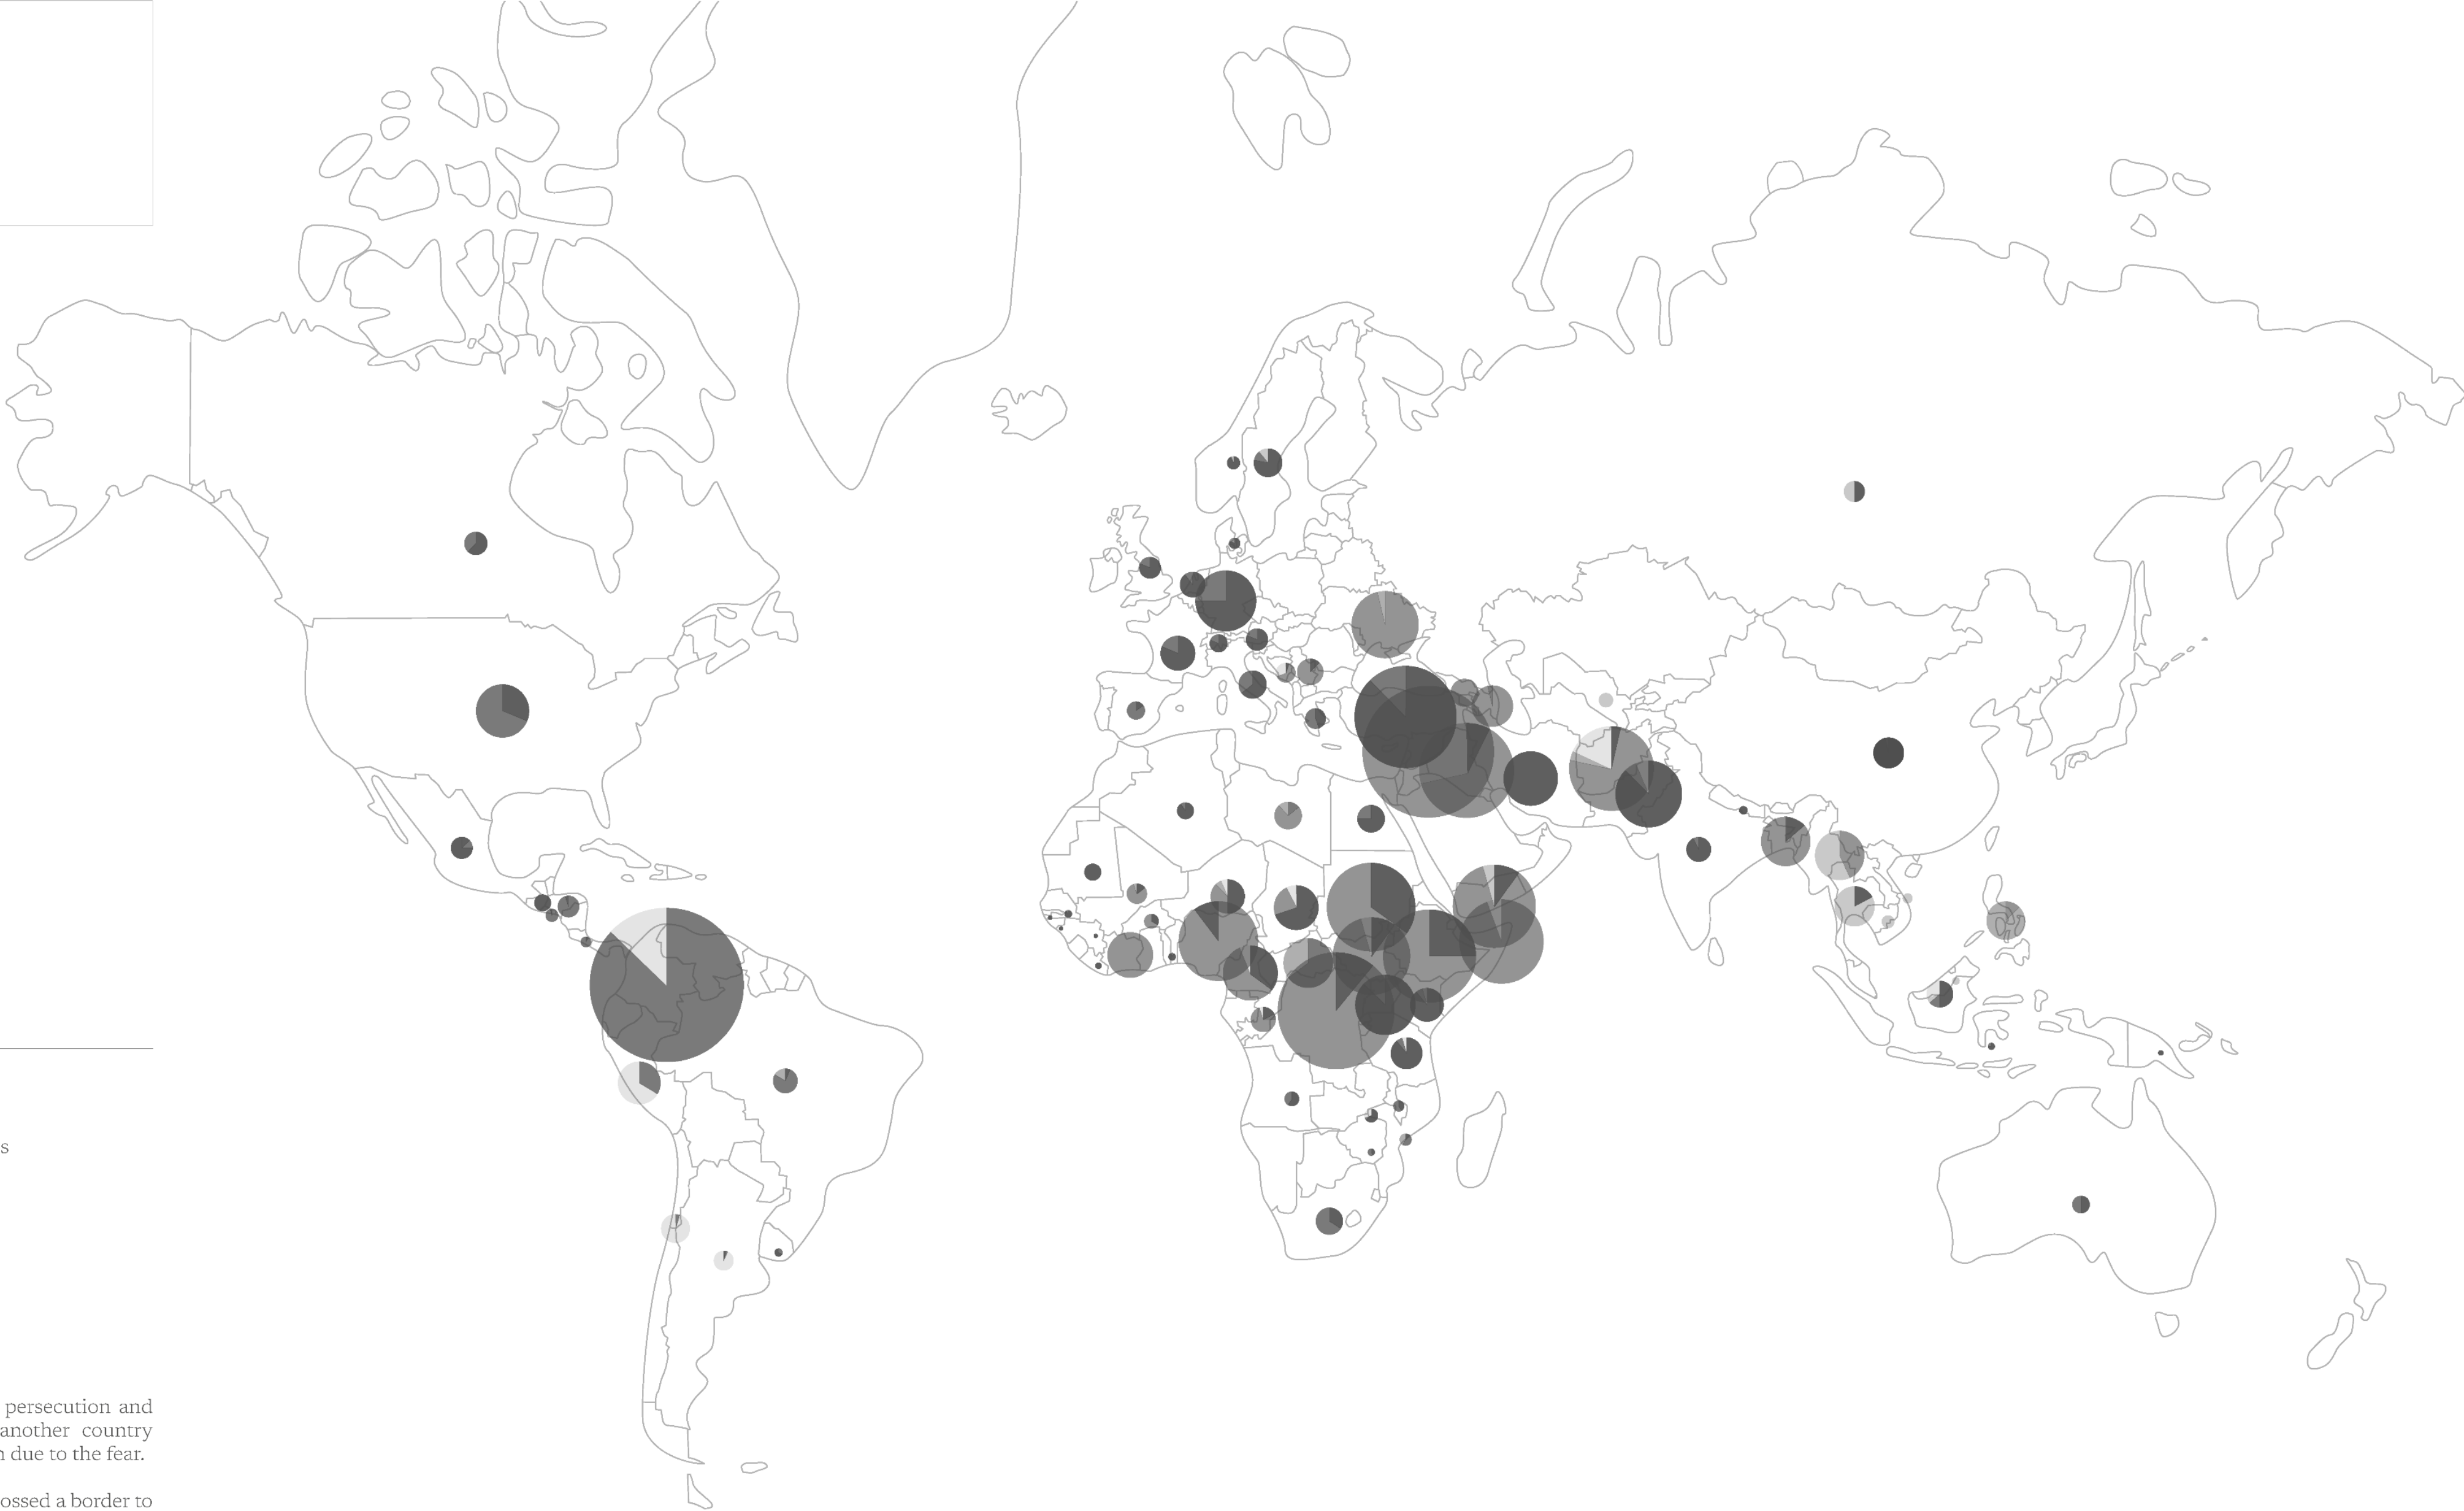 s
persecution and
another country
due to the fear.
ossed a border to